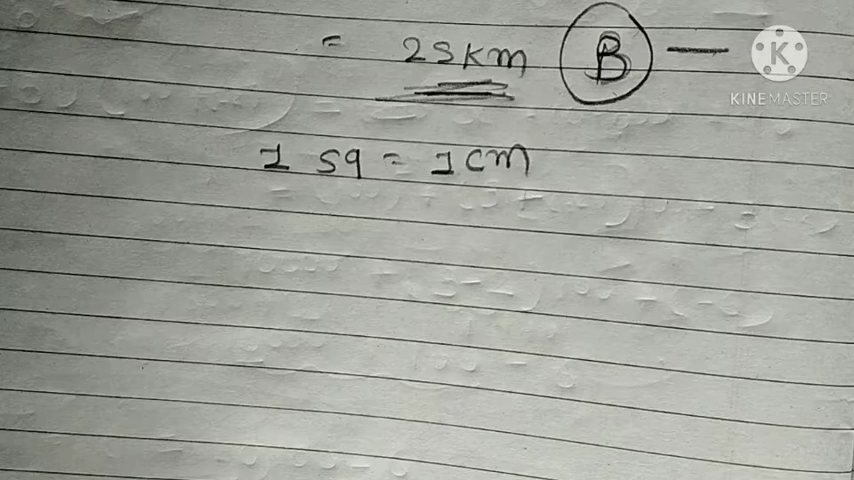 = 25km B —
K
KINEMASTER
1 sq = 1cm